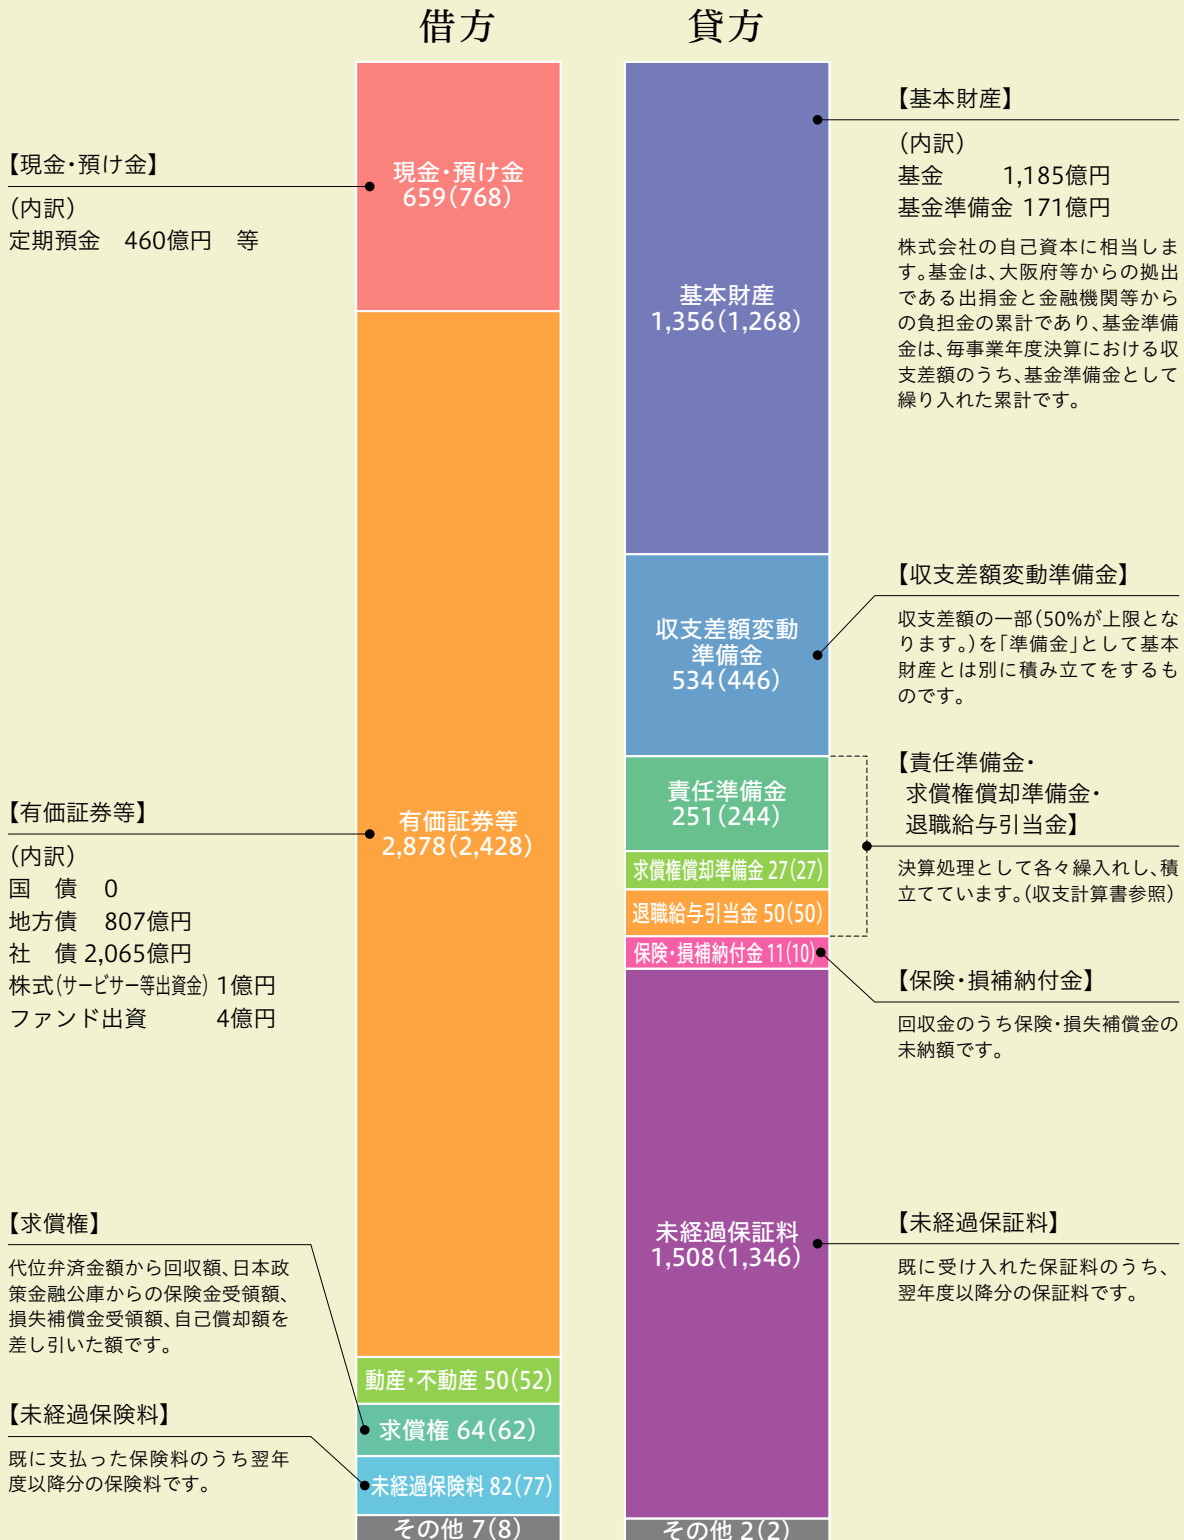 借方
貸方
【現金・預け金】
（内訳）
定期預金　460億円　等
現金・預け金
659（768）
【有価証券等】
（内訳）
国　債　0
地方債　807億円
社　債 2,065億円
株式（サービサー等出資金） 1億円
ファンド出資　4億円
有価証券等
2,878（2,428）
【求償権】
代位弁済金額から回収額、日本政
策金融公庫からの保険金受領額、
損失補償金受領額、自己償却額を
差し引いた額です。
【未経過保険料】
既に支払った保険料のうち翌年
度以降分の保険料です。
動産・不動産 50（52）
求償権 64（62）
未経過保険料 82（77）
その他 7（8）
基本財産
1,356（1,268）
収支差額変動
準備金
534（446）
責任準備金
251（244）
求償権償却準備金 27（27）
退職給与引当金 50（50）
保険・損補納付金 11（10）
未経過保証料
1,508（1,346）
その他 2（2）
【基本財産】
（内訳）
基金　1,185億円
基金準備金 171億円
株式会社の自己資本に相当しま
す。基金は、大阪府等からの拠出
である出捐金と金融機関等から
の負担金の累計であり、基金準備
金は、毎事業年度決算における収
支差額のうち、基金準備金として
繰り入れた累計です。
【収支差額変動準備金】
収支差額の一部（50%が上限とな
ります。）を「準備金」として基本
財産とは別に積み立てをするも
のです。
【責任準備金・
求償権償却準備金・
退職給与引当金】
決算処理として各々繰入れし、積
立てています。（収支計算書参照）
【保険・損補納付金】
回収金のうち保険・損失補償金の
未納額です。
【未経過保証料】
既に受け入れた保証料のうち、
翌年度以降分の保証料です。